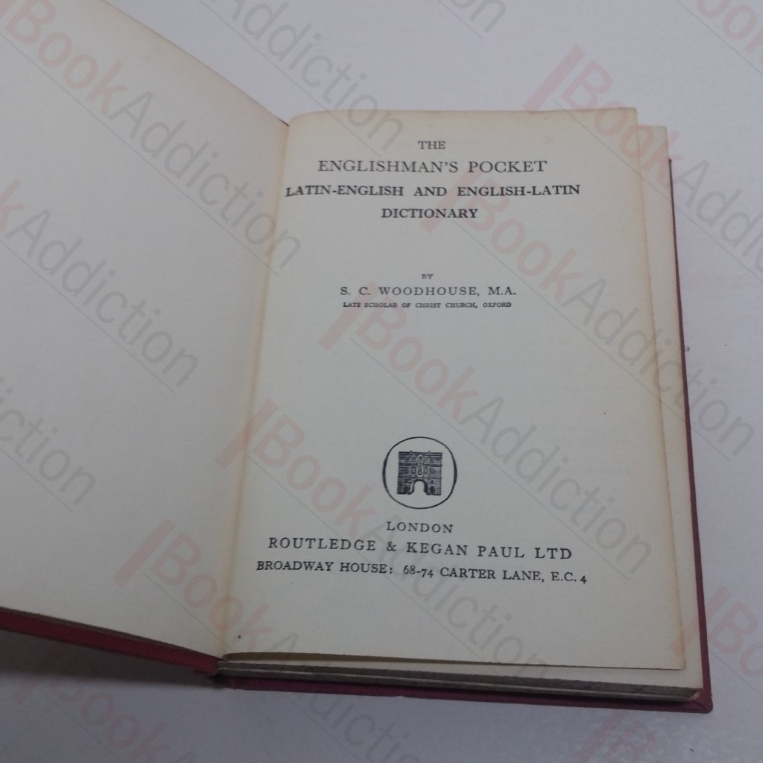 THE
ENGLISHMAN'S POCKET
LATIN-ENGLISH AND ENGLISH-LATIN
DICTIONARY
BY
S. C. WOODHOUSE, M.A.
LATE SCHOLAR OF CHRIST CHURCH, OXFORD
LONDON
ROUTLEDGE & KEGAN PAUL LTD
BROADWAY HOUSE: 68-74 CARTER LANE, E.C.4
BookAddiction